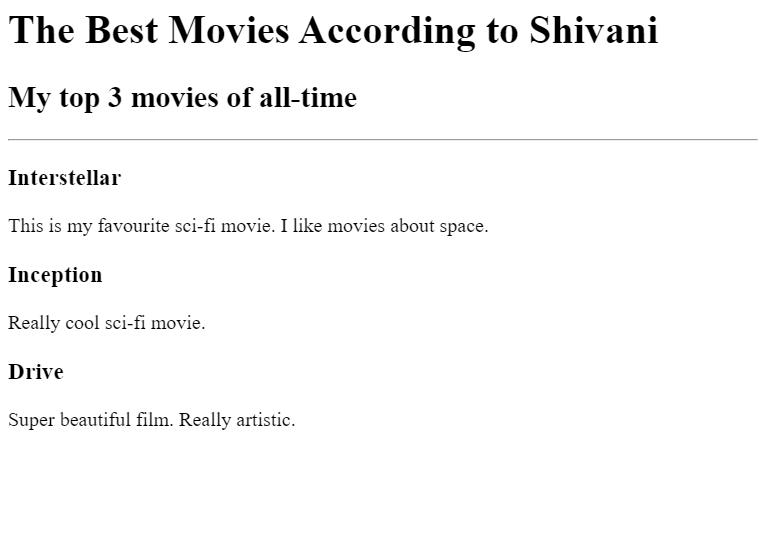 The Best Movies According to Shivani
My top 3 movies of all-time
Interstellar
This is my favourite sci-fi movie. I like movies about space.
Inception
Really cool sci-fi movie.
Drive
Super beautiful film. Really artistic.